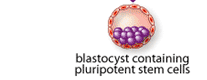 blastocyst containing
pluripotent stem cells